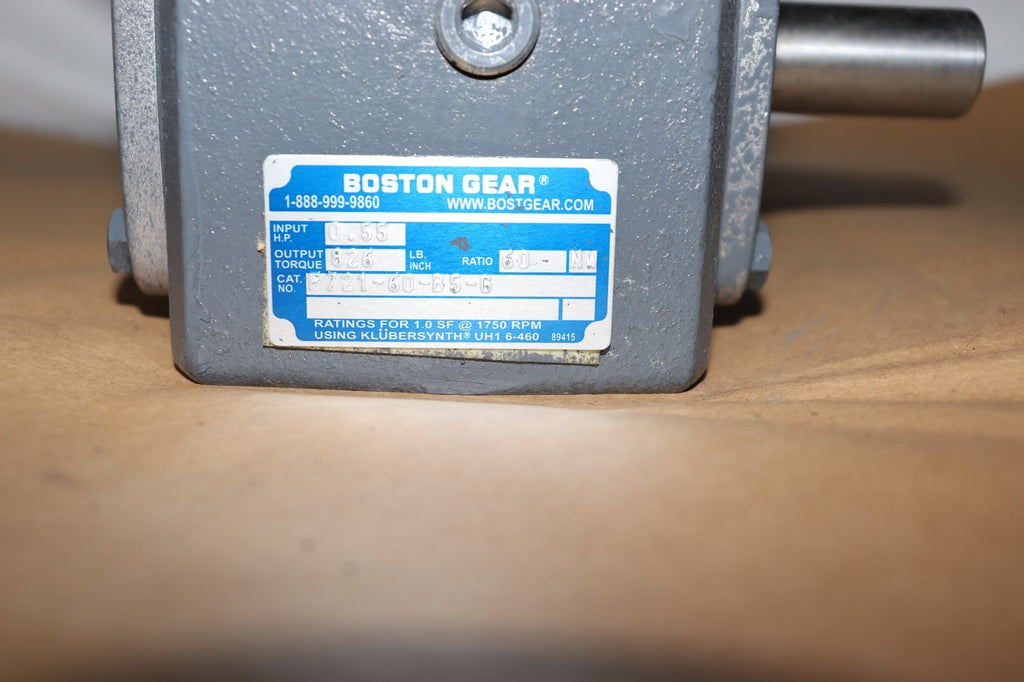 BOSTON GEAR®
1-888-999-9860 WWW.BOSTGEAR.COM
INPUT H.P. 0.55
OUTPUT TORQUE 826 LB. INCH RATIO 60 - NW
CAT. NO. F721-60-B5-G
RATINGS FOR 1.0 SF @ 1750 RPM
USING KLÜBERSYNTH® UH1 6-460 89415